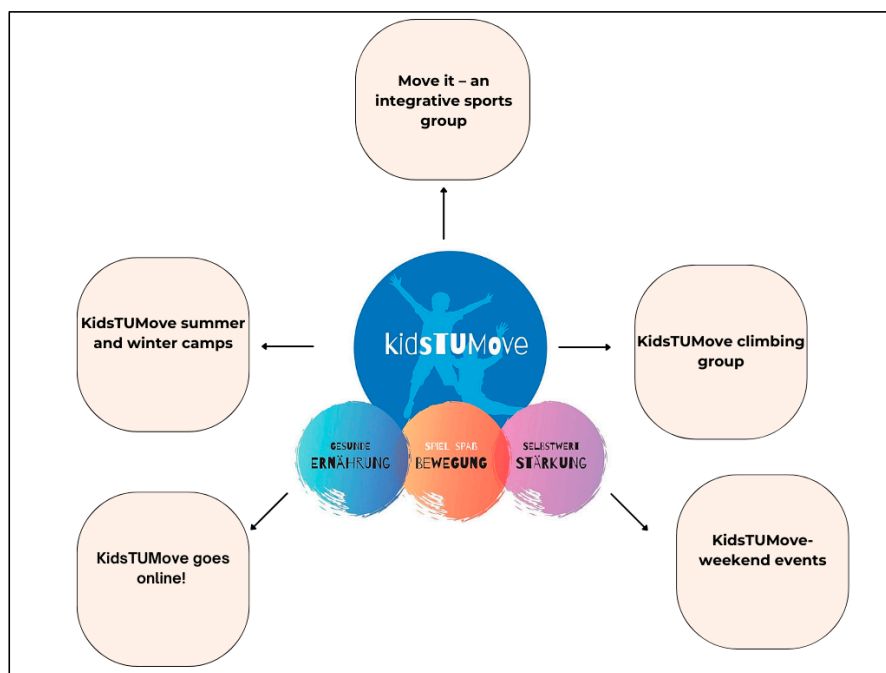 Move it – an
integrative sports
group
KidsTUMove summer
and winter camps
kidsTUMove
KidsTUMove climbing
group
GESUNDE
ERNÄHRUNG
SPIEL SPAß
BEWEGUNG
SELBSTWERT
STÄRKUNG
KidsTUMove goes
online!
KidsTUMove-
weekend events